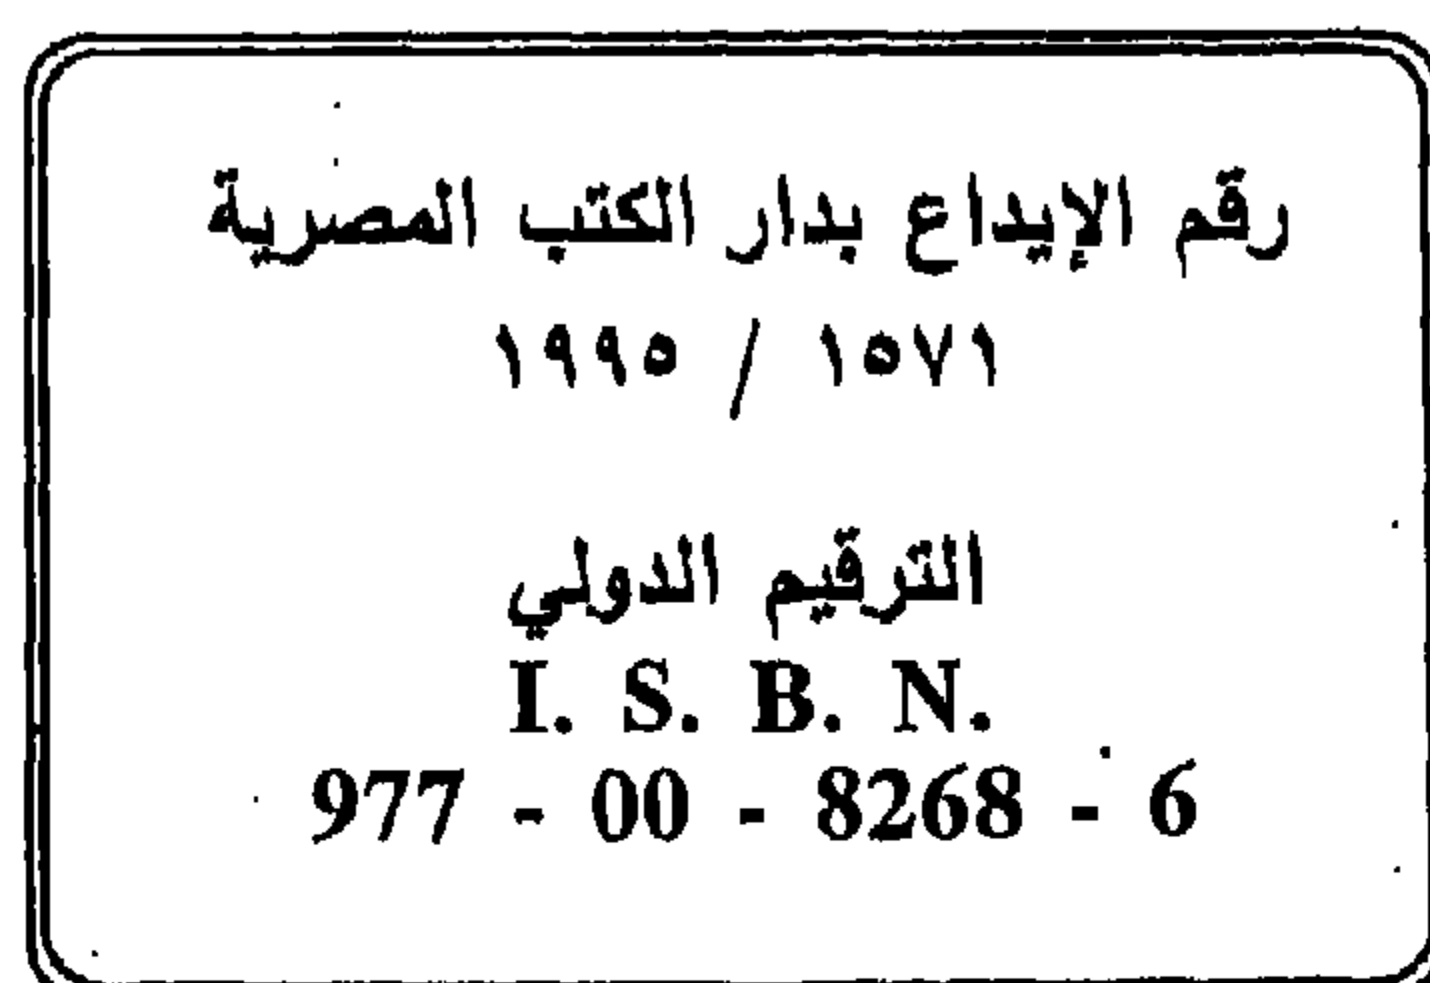 رقم الإيداع بدار الكتب المصرية
١٩٩٥ / ١٥٧١
الترقيم الدولي
I. S. B. N.
977 - 00 - 8268 - 6